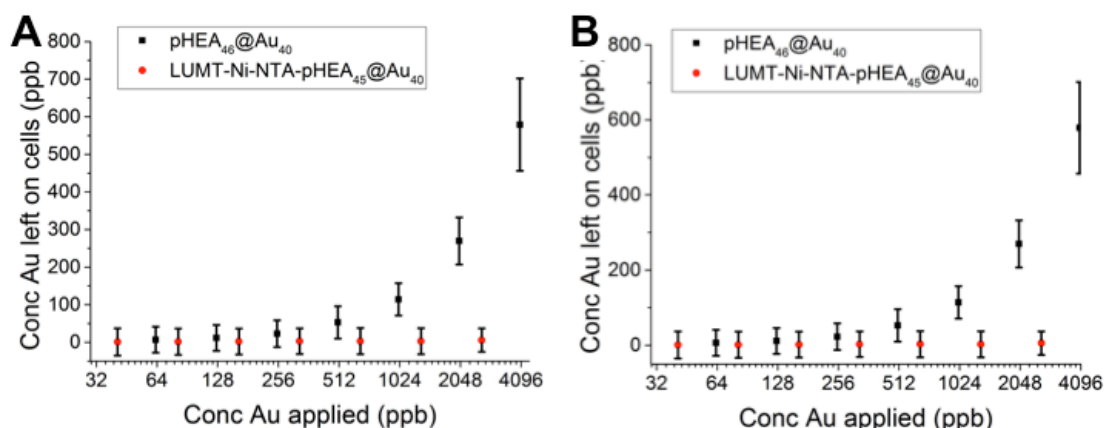 A
pHEA46@Au40
LUMT-Ni-NTA-pHEA45@Au40
Conc Au left on cells (ppb
800
700
600
500
400
300
200
100
0
32 64 128 256 512 1024 2048 4096
Conc Au applied (ppb)
B
pHEA46@Au40
LUMT-Ni-NTA-pHEA45@Au40
Conc Au left on cells (ppb)
800
600
400
200
0
32 64 128 256 512 1024 2048 4096
Conc Au applied (ppb)